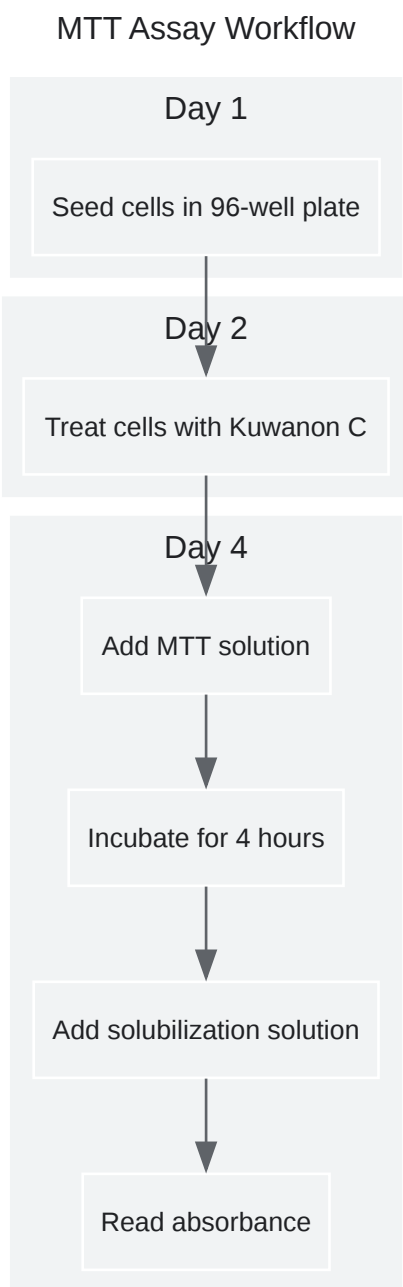 MTT Assay Workflow
Day 1
Seed cells in 96-well plate
Day 2
Treat cells with Kuwanon C
Day 4
Add MTT solution
Incubate for 4 hours
Add solubilization solution
Read absorbance